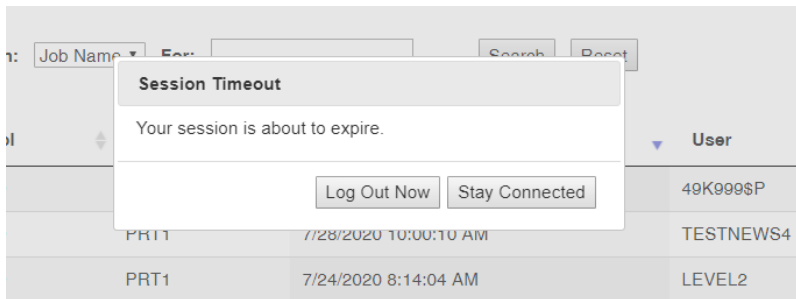 Job Name For:
Search Reset
Session Timeout
Your session is about to expire.
User
Log Out Now Stay Connected
49K999$P
PRT1 7/28/2020 10:00:10 AM TESTNEWS4
PRT1 7/24/2020 8:14:04 AM LEVEL2